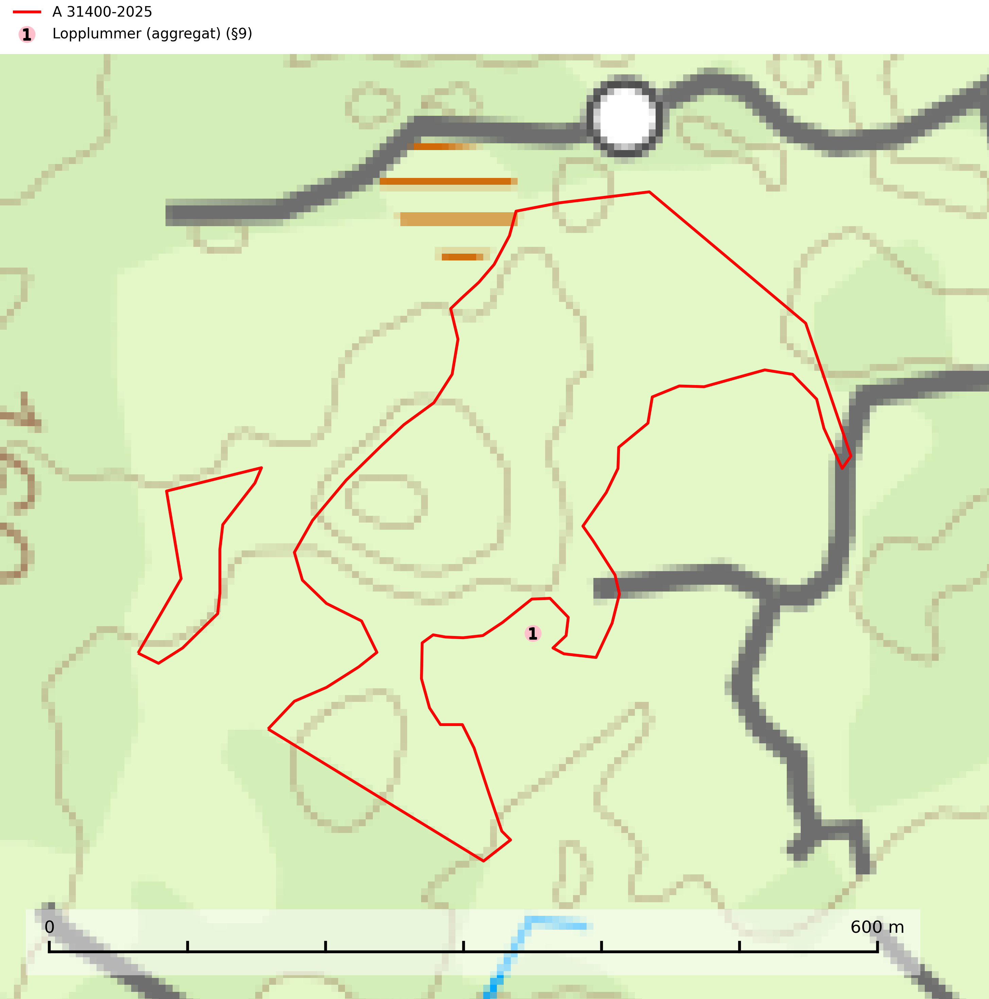 A 31400-2025
1 Lopplummer (aggregat) (§9)
1
0 600 m